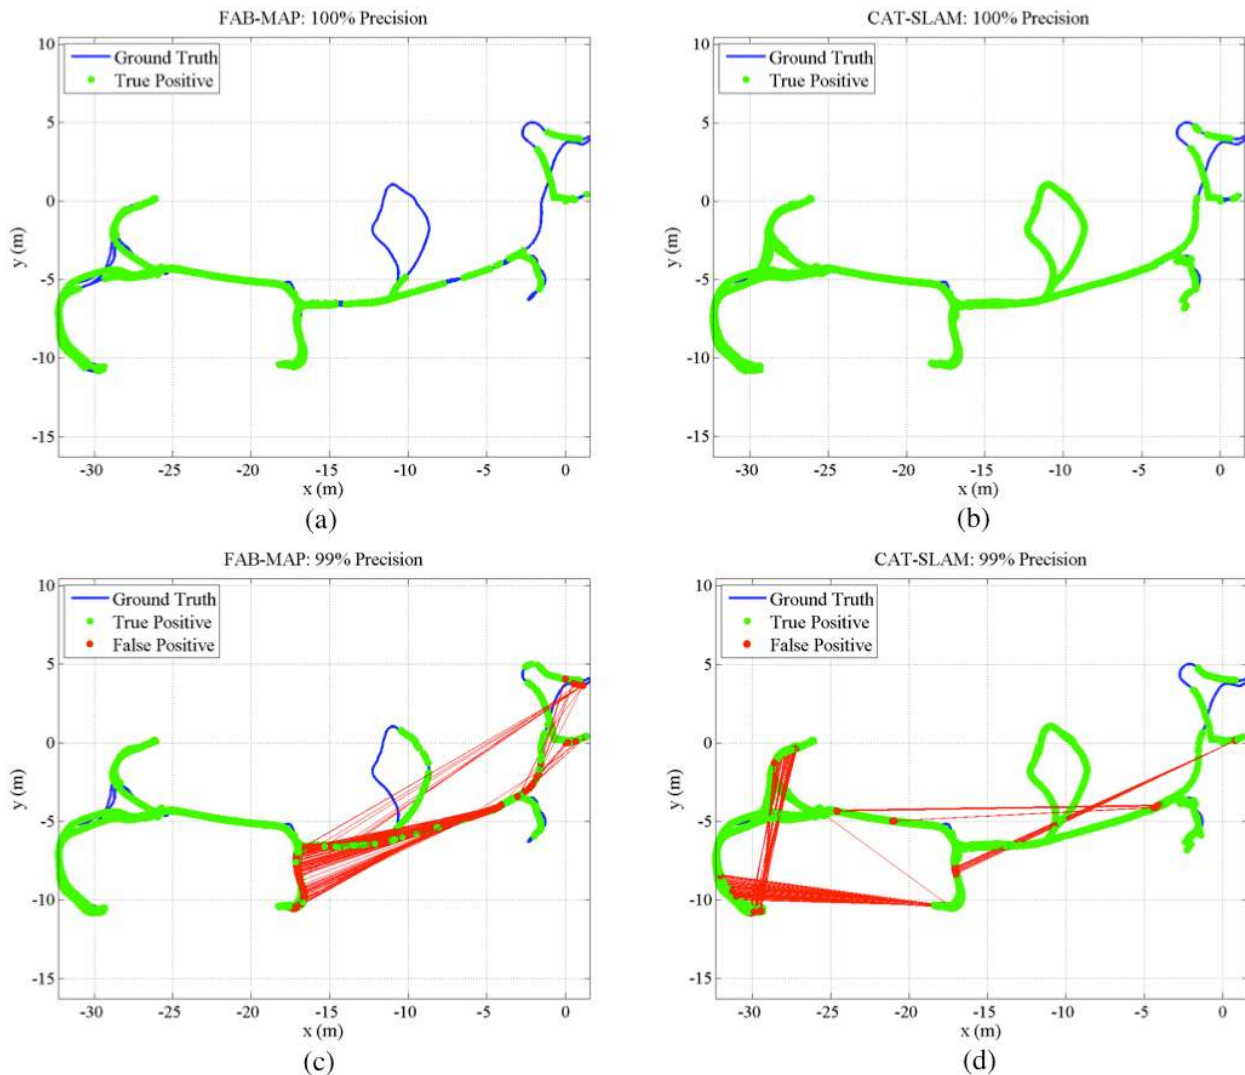 FAB-MAP: 100% Precision
10
5
0
-5
-10
-15
y (m)
Ground Truth
True Positive
-30 -25 -20 -15 -10 -5 0
x (m)
(a)
CAT-SLAM: 100% Precision
10
5
0
-5
-10
-15
y (m)
Ground Truth
True Positive
-30 -25 -20 -15 -10 -5 0
x (m)
(b)
FAB-MAP: 99% Precision
10
5
0
-5
-10
-15
y (m)
Ground Truth
True Positive
False Positive
-30 -25 -20 -15 -10 -5 0
x (m)
(c)
CAT-SLAM: 99% Precision
10
5
0
-5
-10
-15
y (m)
Ground Truth
True Positive
False Positive
-30 -25 -20 -15 -10 -5 0
x (m)
(d)